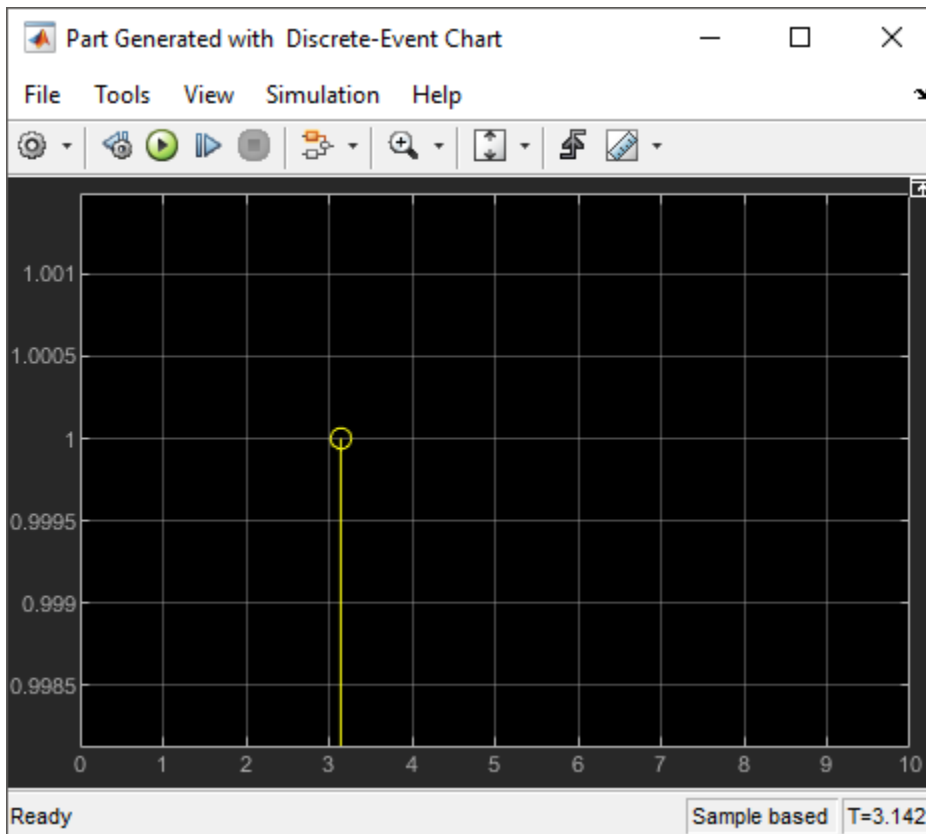 Part Generated with  Discrete-Event Chart
File Tools View Simulation Help
1.001
1.0005
1
0.9995
0.999
0.9985
0 1 2 3 4 5 6 7 8 9 10
Ready Sample based T=3.142